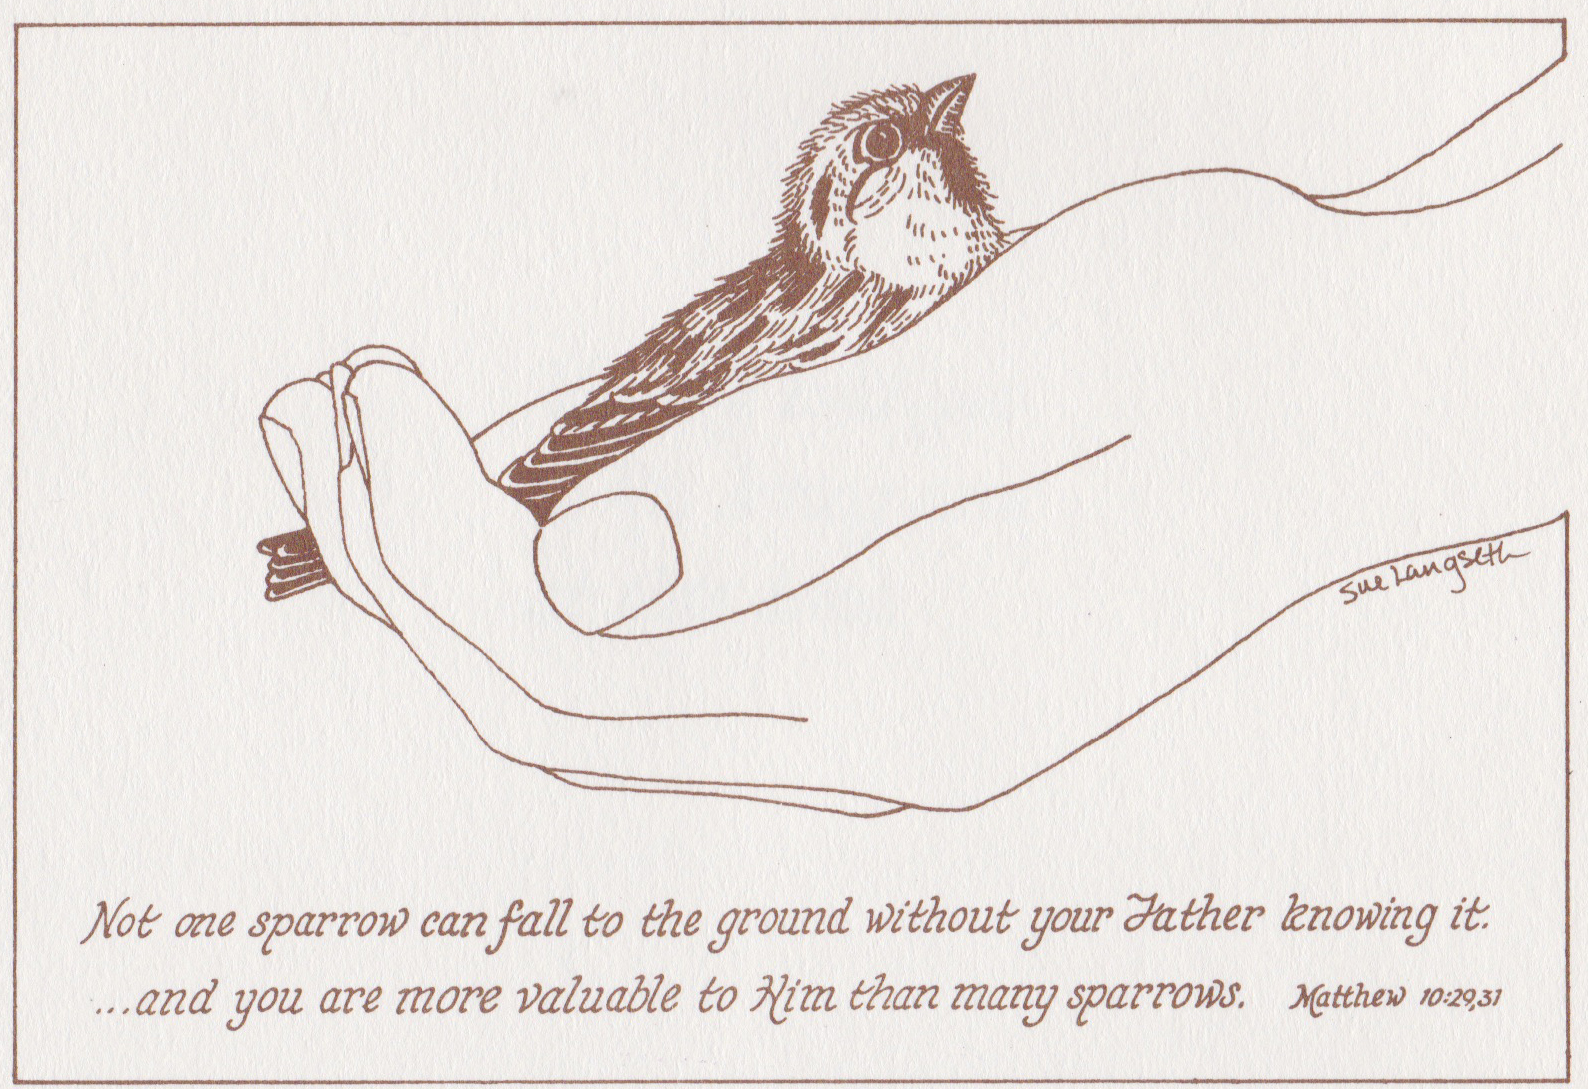 Sue Langseth
Not one sparrow can fall to the ground without your Father knowing it.
...and you are more valuable to Him than many sparrows. Matthew 10:29,31